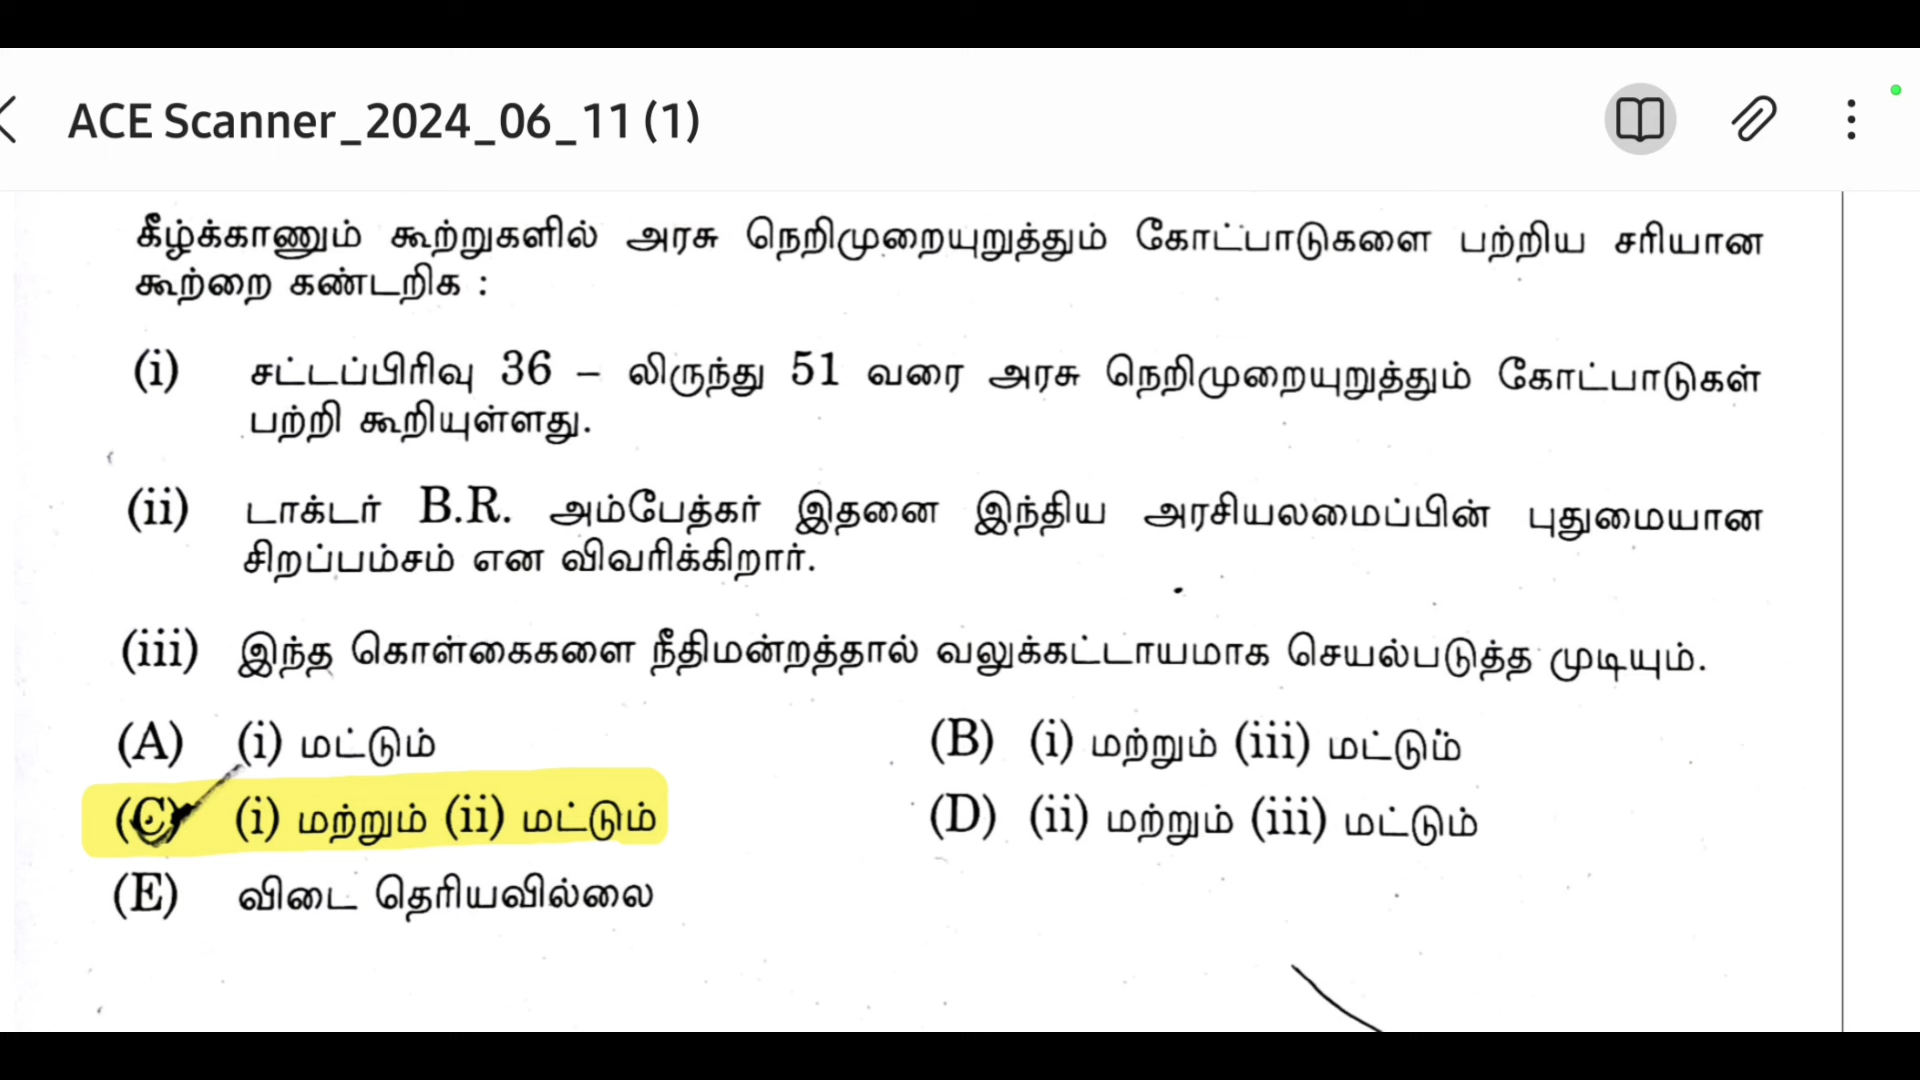 ACE Scanner_2024_06_11 (1)
கீழ்க்காணும் கூற்றுகளில் அரசு நெறிமுறையுறுத்தும் கோட்பாடுகளை பற்றிய சரியான
கூற்றை கண்டறிக :
(i) சட்டப்பிரிவு 36 – லிருந்து 51 வரை அரசு நெறிமுறையுறுத்தும் கோட்பாடுகள்
பற்றி கூறியுள்ளது.
(ii) டாக்டர் B.R. அம்பேத்கர் இதனை இந்திய அரசியலமைப்பின் புதுமையான
சிறப்பம்சம் என விவரிக்கிறார்.
(iii) இந்த கொள்கைகளை நீதிமன்றத்தால் வலுக்கட்டாயமாக செயல்படுத்த முடியும்.
(A) (i) மட்டும் (B) (i) மற்றும் (iii) மட்டும்
(C) (i) மற்றும் (ii) மட்டும் (D) (ii) மற்றும் (iii) மட்டும்
(E) விடை தெரியவில்லை